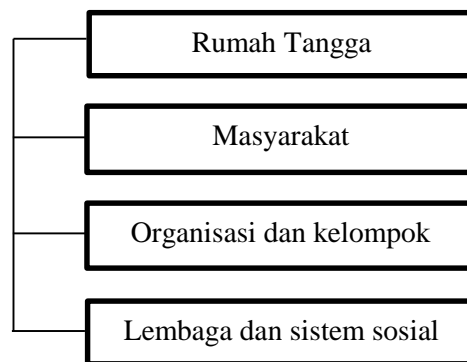 Rumah Tangga
Masyarakat
Organisasi dan kelompok
Lembaga dan sistem sosial